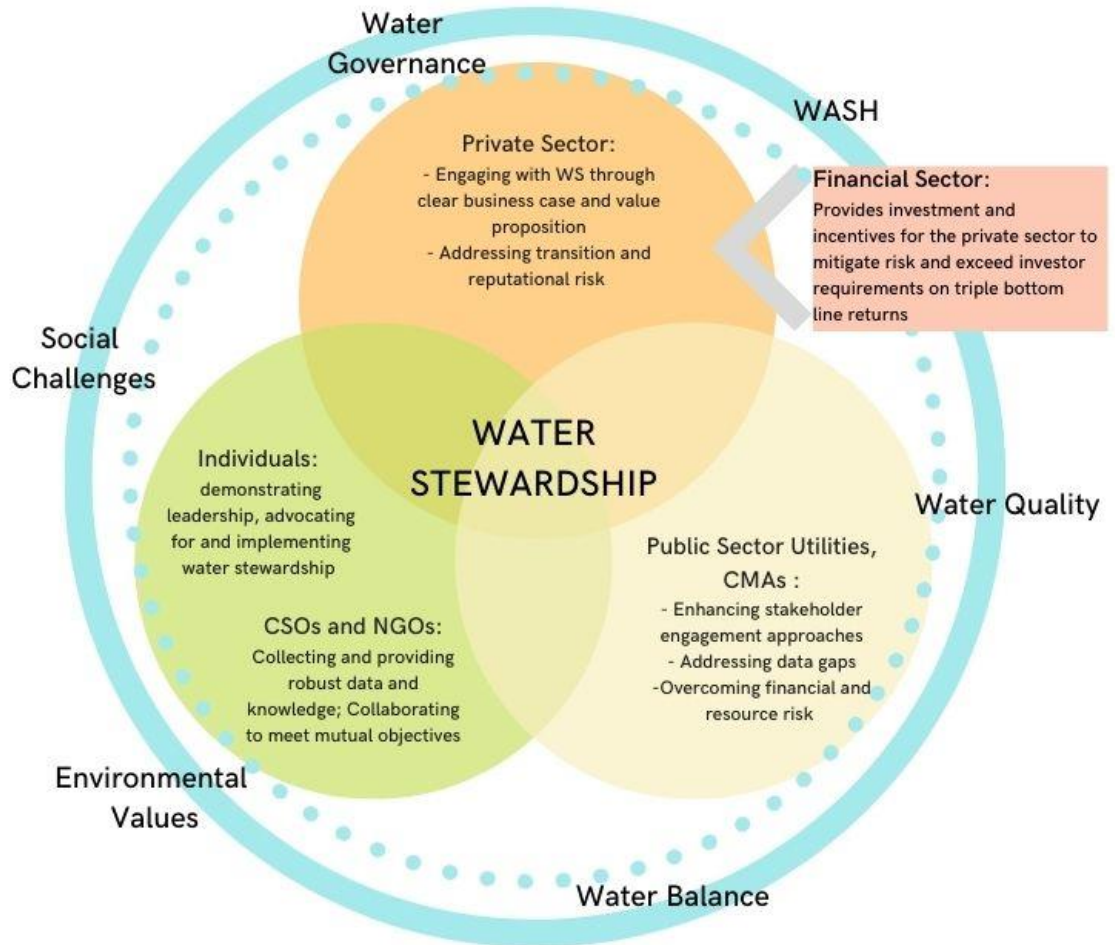 Water
Governance
WASH
Private Sector:
- Engaging with WS through
clear business case and value
proposition
- Addressing transition and
reputational risk
Financial Sector:
Provides investment and
incentives for the private sector to
mitigate risk and exceed investor
requirements on triple bottom
line returns
Social
Challenges
WATER
STEWARDSHIP
Individuals:
demonstrating
leadership, advocating
for and implementing
water stewardship
Water Quality
Public Sector Utilities,
CMAs :
- Enhancing stakeholder
engagement approaches
- Addressing data gaps
-Overcoming financial and
resource risk
CSOs and NGOs:
Collecting and providing
robust data and
knowledge; Collaborating
to meet mutual objectives
Environmental
Values
Water Balance